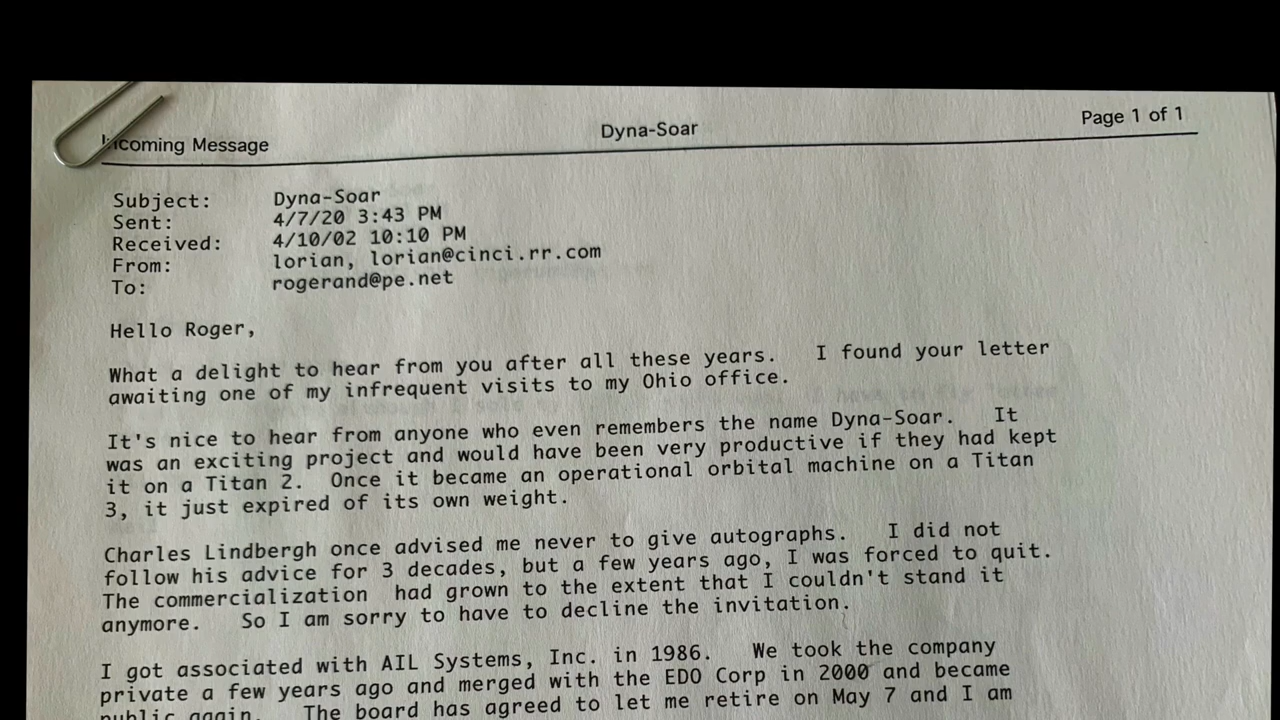 Incoming Message Dyna-Soar Page 1 of 1
Subject: Dyna-Soar
Sent: 4/7/20 3:43 PM
Received: 4/10/02 10:10 PM
From: lorian, lorian@cinci.rr.com
To: rogerand@pe.net
Hello Roger,
What a delight to hear from you after all these years. I found your letter
awaiting one of my infrequent visits to my Ohio office.
It's nice to hear from anyone who even remembers the name Dyna-Soar. It
was an exciting project and would have been very productive if they had kept
it on a Titan 2. Once it became an operational orbital machine on a Titan
3, it just expired of its own weight.
Charles Lindbergh once advised me never to give autographs. I did not
follow his advice for 3 decades, but a few years ago, I was forced to quit.
The commercialization had grown to the extent that I couldn't stand it
anymore. So I am sorry to have to decline the invitation.
I got associated with AIL Systems, Inc. in 1986. We took the company
private a few years ago and merged with the EDO Corp in 2000 and became
public again. The board has agreed to let me retire on May 7 and I am